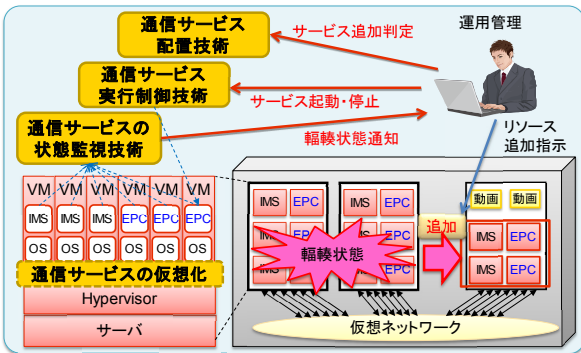 通信サービス
配置技術
サービス追加判定
運用管理
通信サービス
実行制御技術
サービス起動・停止
通信サービスの
状態監視技術
輻輳状態通知
リソース
追加指示
VM VM VM VM VM VM
IMS IMS IMS EPC EPC EPC
OS OS OS OS OS OS
通信サービスの仮想化
Hypervisor
サーバ
IMS EPC IMS EPC 動画 動画
IMS EPC IMS EPC 追加 IMS EPC
輻輳状態
IMS EPC IMS EPC IMS EPC
仮想ネットワーク